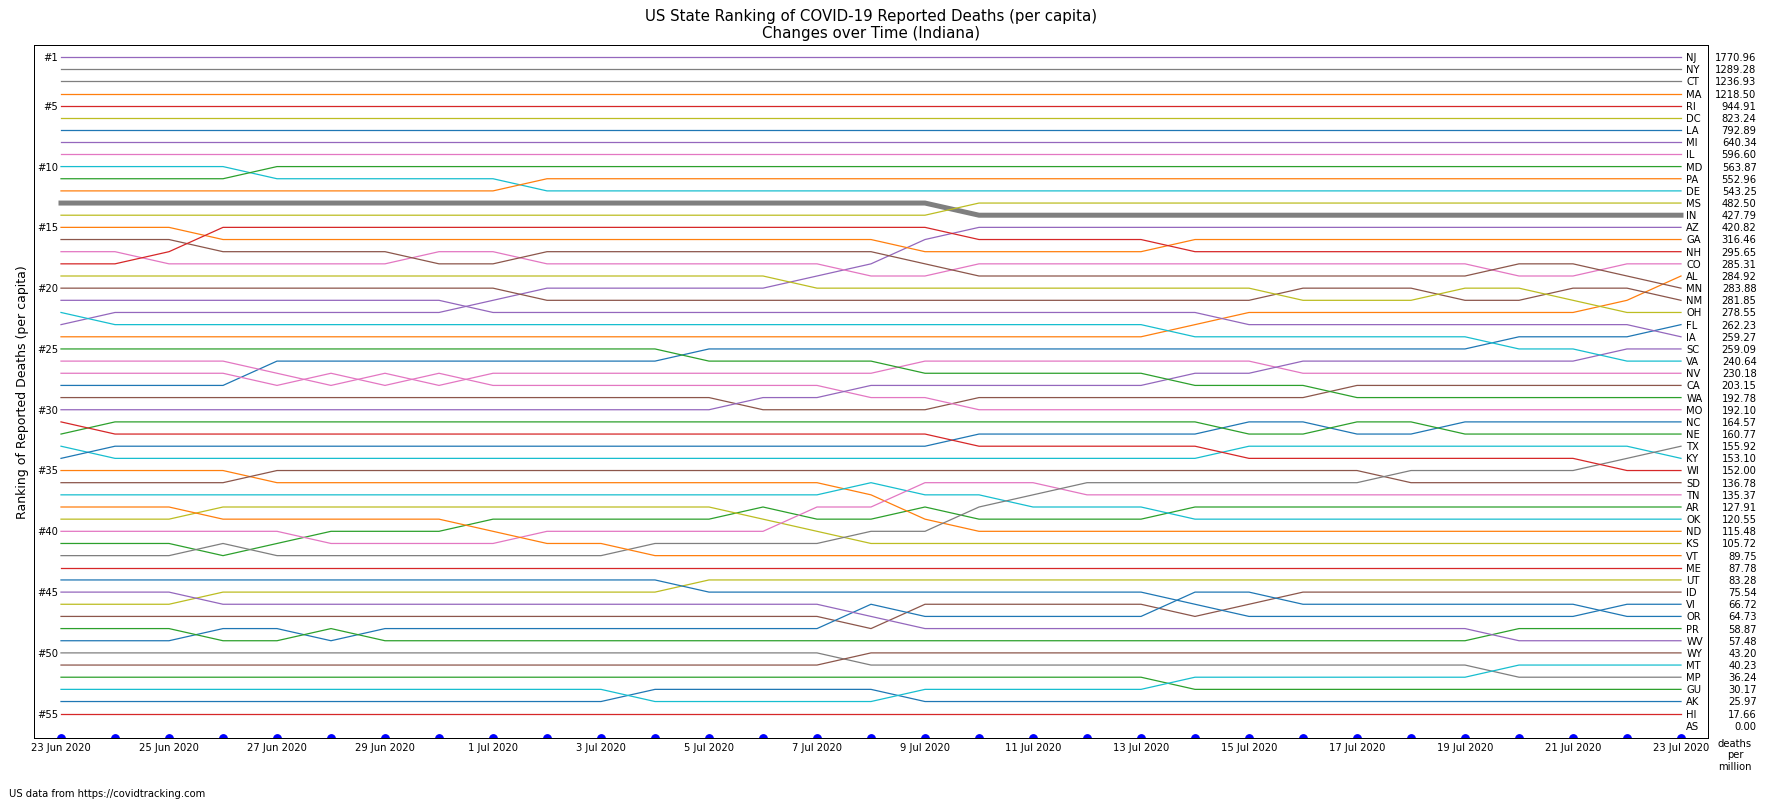 US State Ranking of COVID-19 Reported Deaths (per capita)
Changes over Time (Indiana)
Ranking of Reported Deaths (per capita)
#1 NJ 1770.96
NY 1289.28
CT 1236.93
MA 1218.50
#5 RI 944.91
DC 823.24
LA 792.89
MI 640.34
IL 596.60
#10 MD 563.87
PA 552.96
DE 543.25
MS 482.50
IN 427.79
#15 AZ 420.82
GA 316.46
NH 295.65
CO 285.31
AL 284.92
#20 MN 283.88
NM 281.85
OH 278.55
FL 262.23
IA 259.27
#25 SC 259.09
VA 240.64
NV 230.18
CA 203.15
WA 192.78
#30 MO 192.10
NC 164.57
NE 160.77
TX 155.92
KY 153.10
#35 WI 152.00
SD 136.78
TN 135.37
AR 127.91
OK 120.55
#40 ND 115.48
KS 105.72
VT 89.75
ME 87.78
UT 83.28
#45 ID 75.54
VI 66.72
OR 64.73
PR 58.87
WV 57.48
#50 WY 43.20
MT 40.23
MP 36.24
GU 30.17
AK 25.97
#55 HI 17.66
AS 0.00
23 Jun 2020 25 Jun 2020 27 Jun 2020 29 Jun 2020 1 Jul 2020 3 Jul 2020 5 Jul 2020 7 Jul 2020 9 Jul 2020 11 Jul 2020 13 Jul 2020 15 Jul 2020 17 Jul 2020 19 Jul 2020 21 Jul 2020 23 Jul 2020
deaths
per
million
US data from https://covidtracking.com